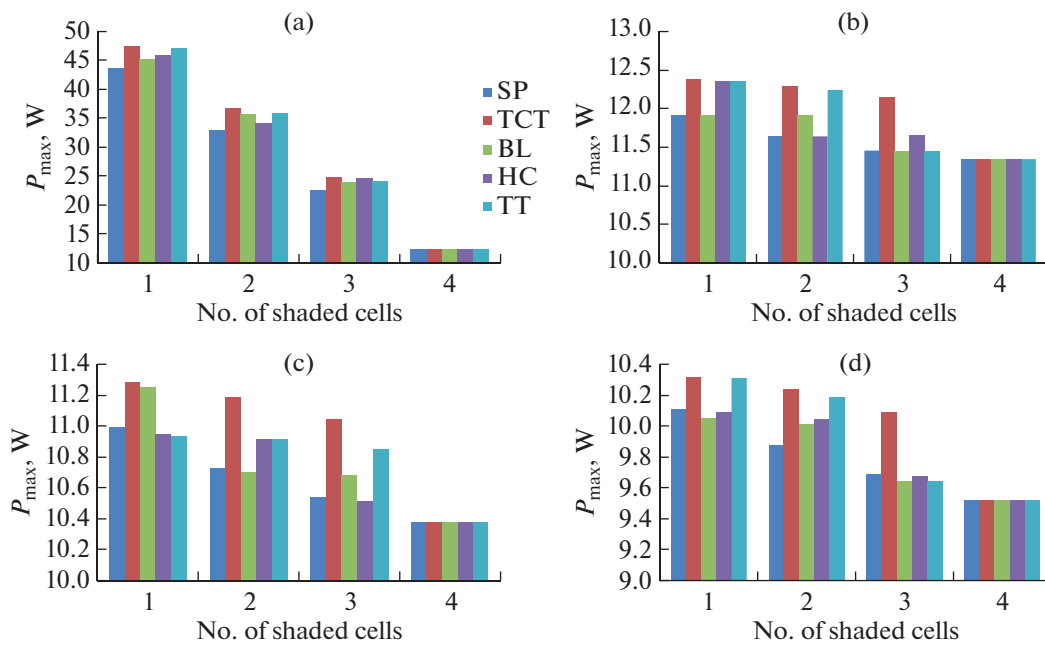 (a)
50
45
40
35
30
25
20
15
10
P max, W
SP
TCT
BL
HC
TT
1 2 3 4
No. of shaded cells
(b)
13.0
12.5
12.0
11.5
11.0
10.5
10.0
P max, W
1 2 3 4
No. of shaded cells
(c)
11.4
11.2
11.0
10.8
10.6
10.4
10.2
10.0
P max, W
1 2 3 4
No. of shaded cells
(d)
10.4
10.2
10.0
9.8
9.6
9.4
9.2
9.0
P max, W
1 2 3 4
No. of shaded cells